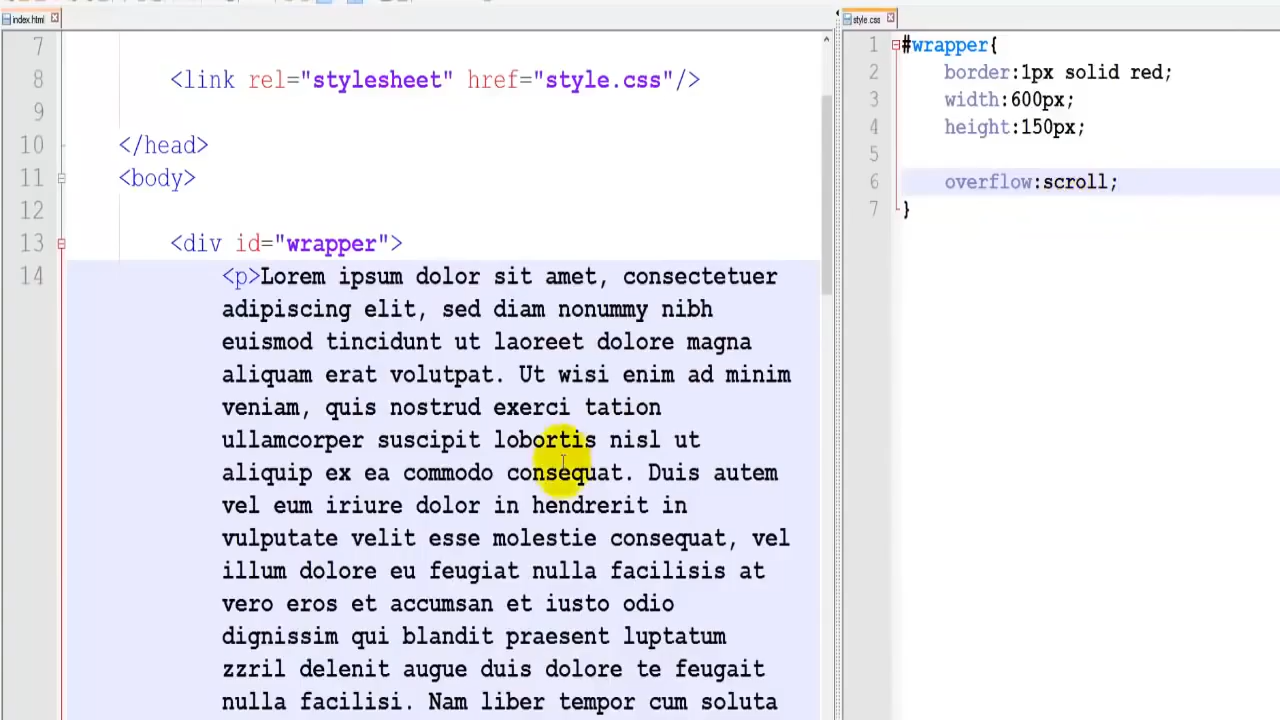 index.html
7
8 <link rel="stylesheet" href="style.css"/>
9
10 </head>
11 <body>
12
13 <div id="wrapper">
14 <p>Lorem ipsum dolor sit amet, consectetuer
adipiscing elit, sed diam nonummy nibh
euismod tincidunt ut laoreet dolore magna
aliquam erat volutpat. Ut wisi enim ad minim
veniam, quis nostrud exerci tation
ullamcorper suscipit lobortis nisl ut
aliquip ex ea commodo consequat. Duis autem
vel eum iriure dolor in hendrerit in
vulputate velit esse molestie consequat, vel
illum dolore eu feugiat nulla facilisis at
vero eros et accumsan et iusto odio
dignissim qui blandit praesent luptatum
zzril delenit augue duis dolore te feugait
nulla facilisi. Nam liber tempor cum soluta
style.css
1 #wrapper{
2 border:1px solid red;
3 width:600px;
4 height:150px;
5
6 overflow:scroll;
7 }